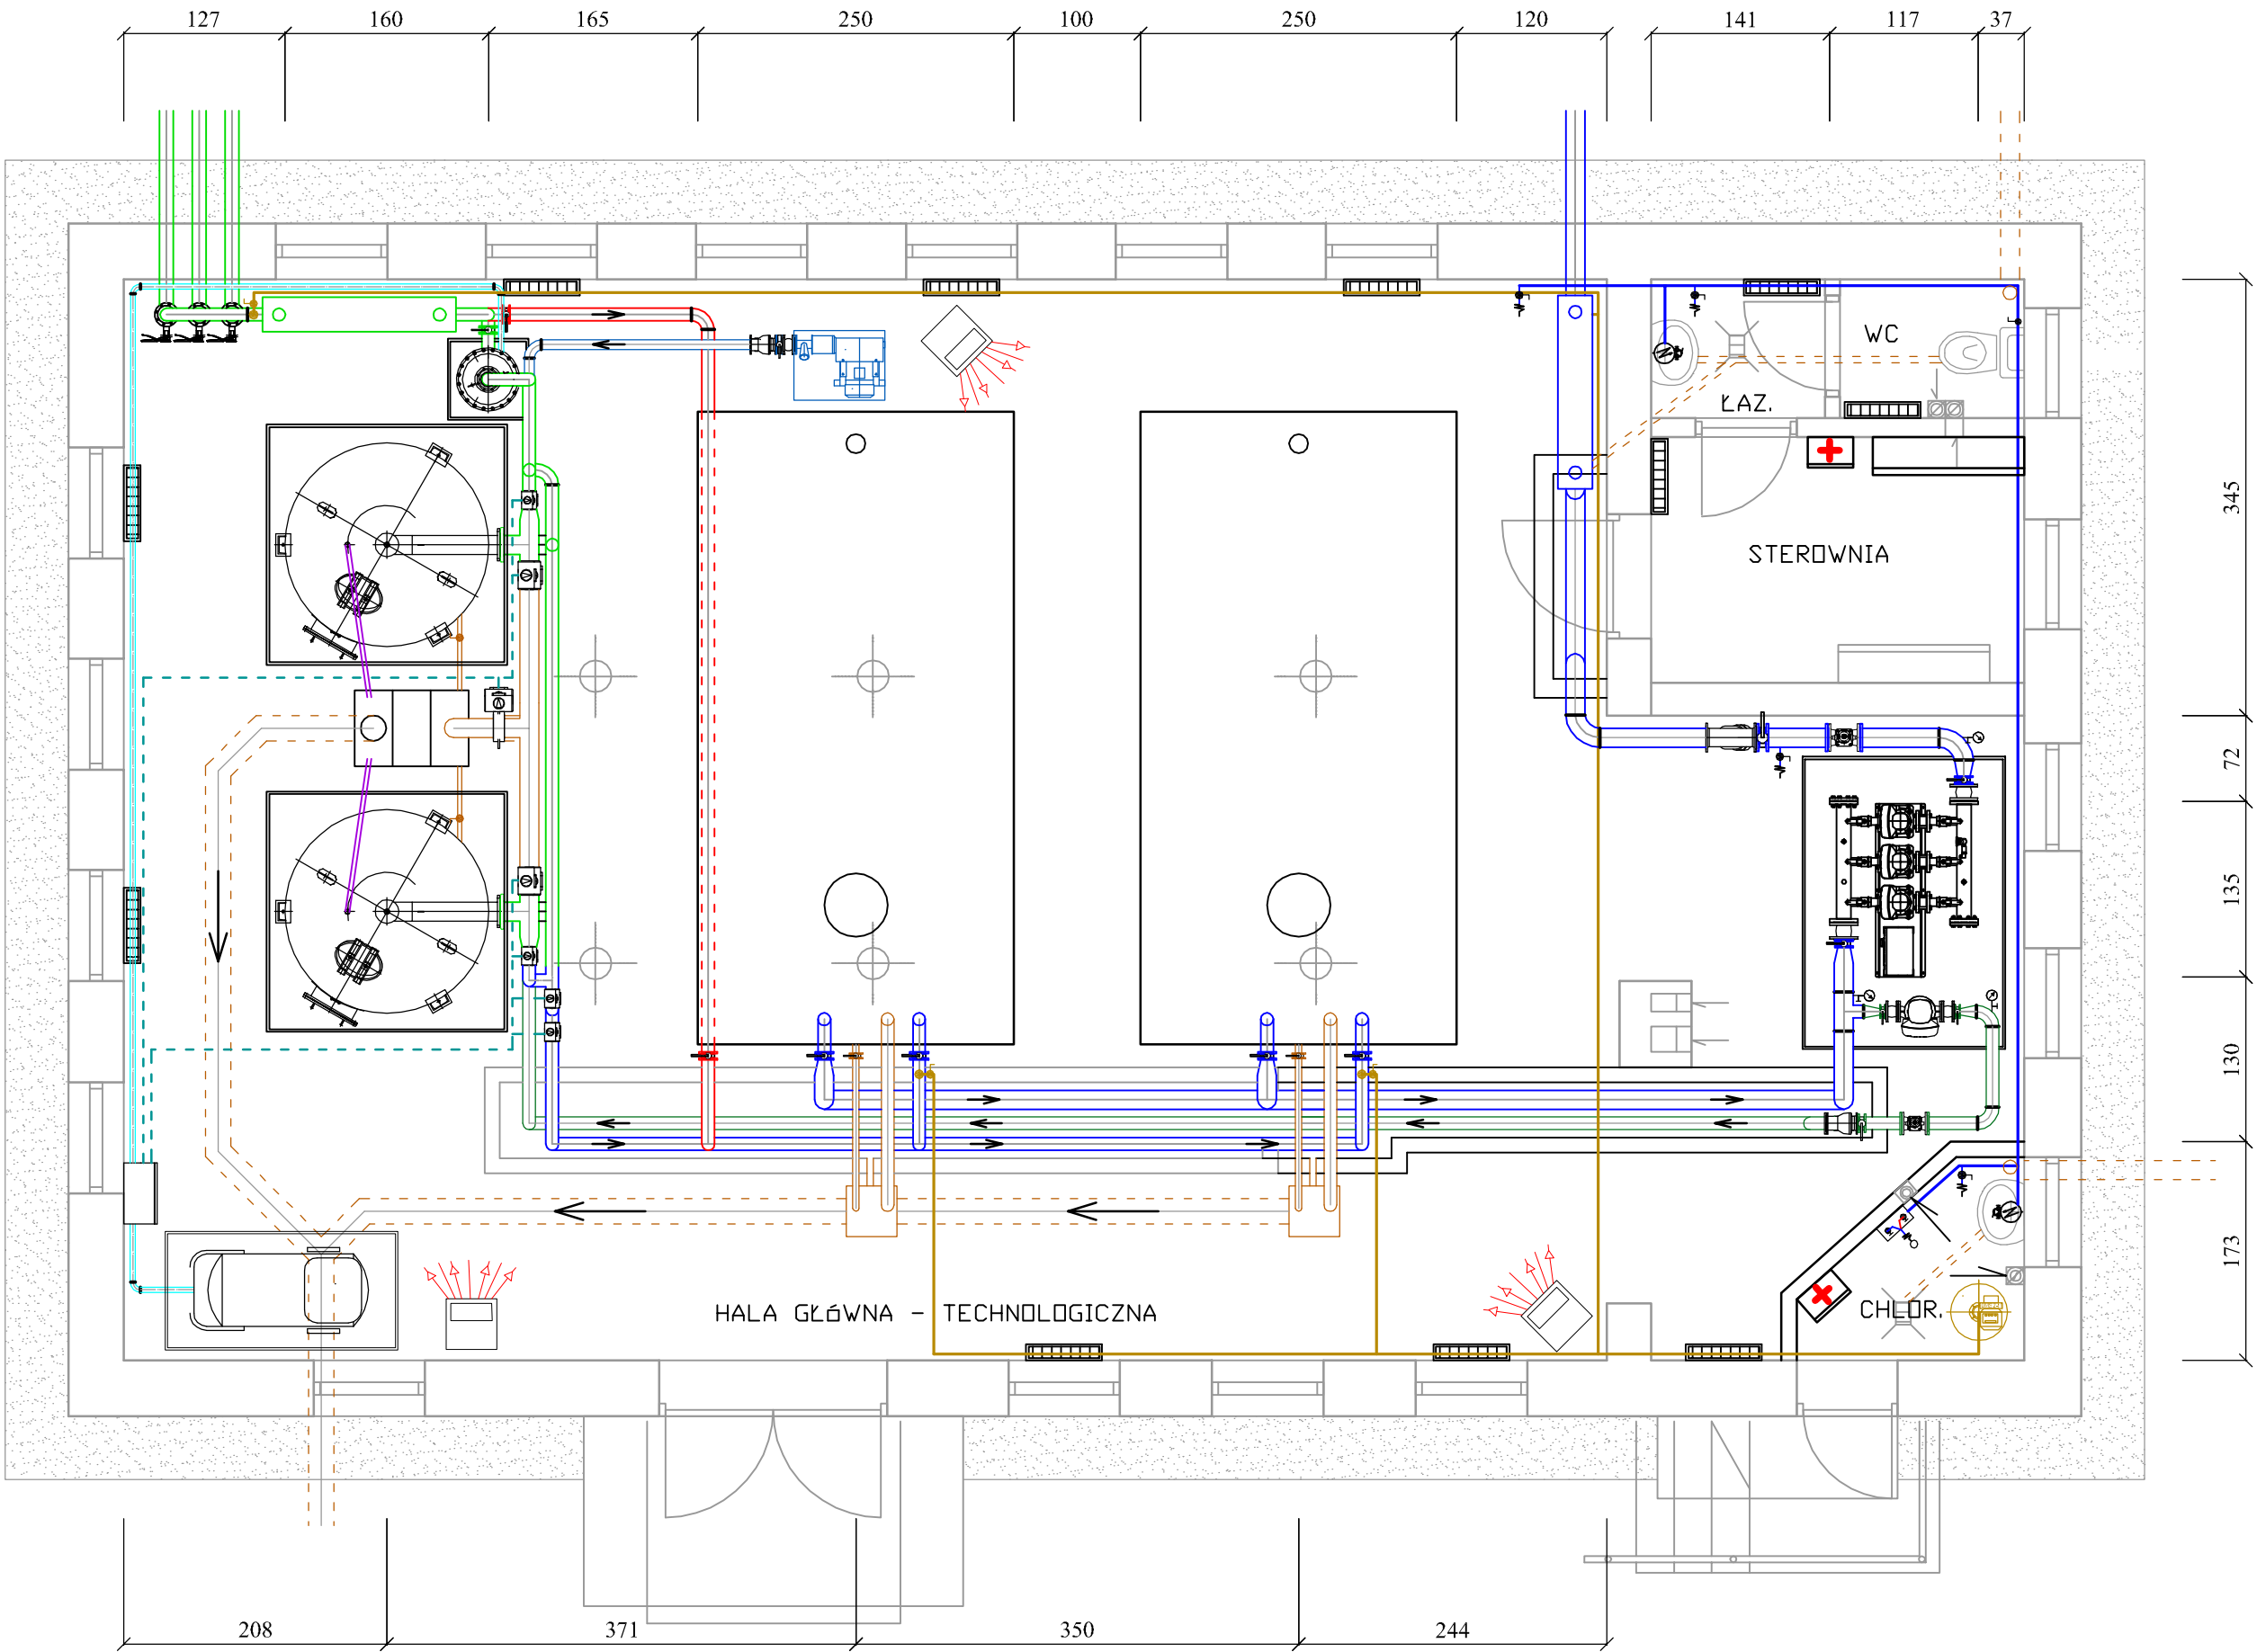 127 160 165 250 100 250 120 141 117 37
WC
ŁAZ.
STEROWNIA
345
72
135
130
173
HALA GŁÓWNA - TECHNOLOGICZNA
CHLOR.
208 371 350 244